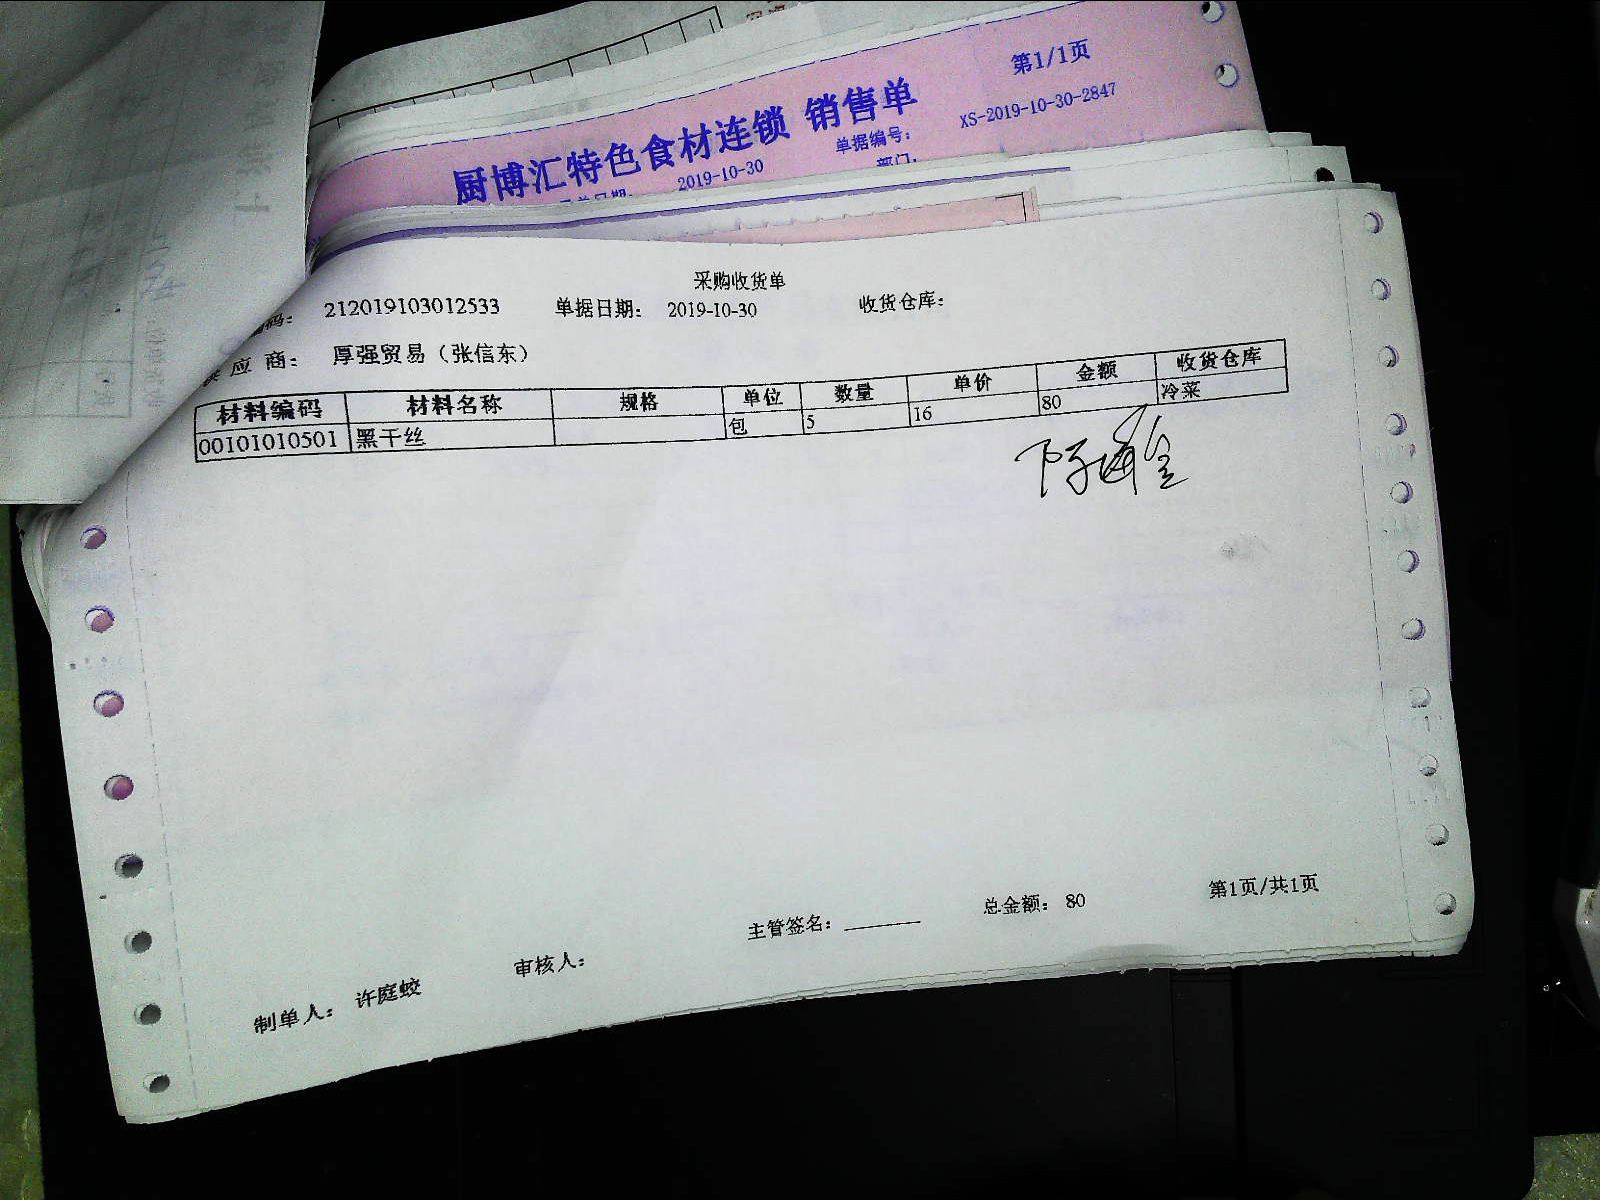 第1/1页
厨博汇特色食材连锁 销售单
单据编号:
XS-2019-10-30-2847
2019-10-30
部门:
采购收货单
编码: 212019103012533 单据日期: 2019-10-30 收货仓库:
供应商: 厚强贸易（张信东）
材料编码 材料名称 规格 单位 数量 单价 金额 收货仓库
00101010501 黑干丝 包 5 16 80 冷菜
主管签名: 总金额: 80 第1页/共1页
制单人: 许庭蛟 审核人: